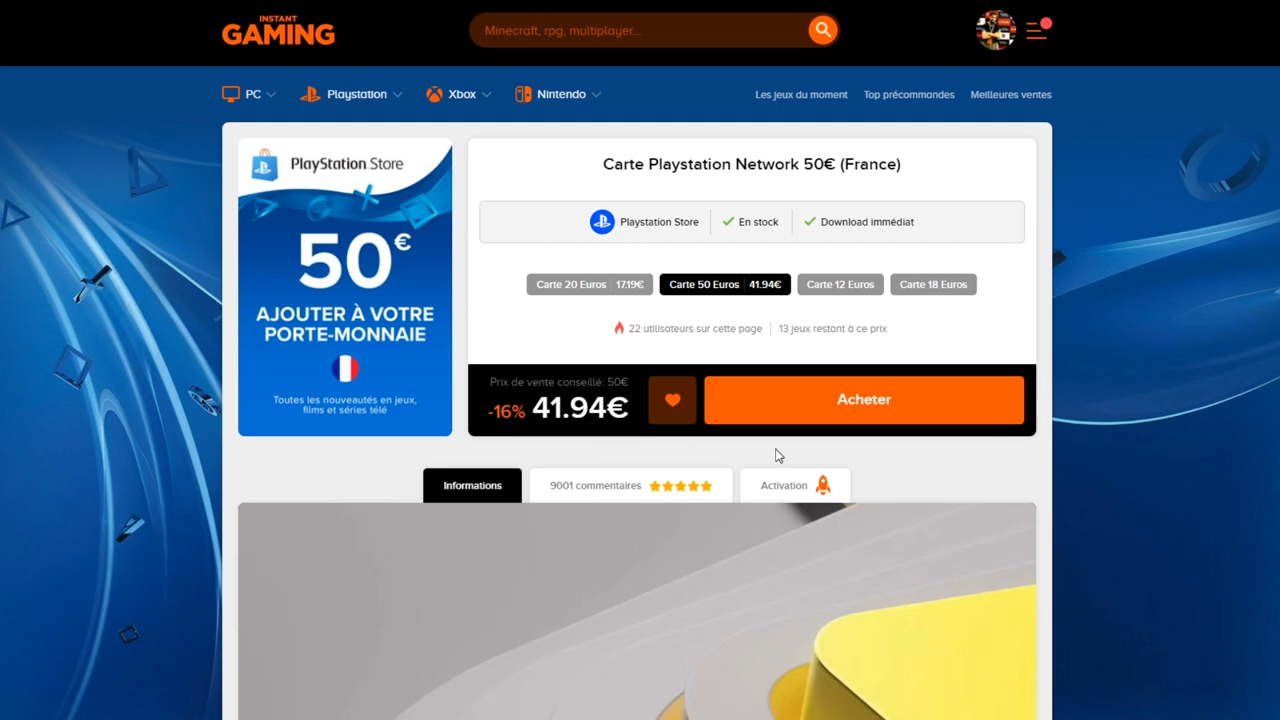 INSTANT
GAMING
Minecraft, rpg, multiplayer...
PC
Playstation
Xbox
Nintendo
Les jeux du moment
Top précommandes
Meilleures ventes
PlayStation Store
50€
AJOUTER À VOTRE
PORTE-MONNAIE
Toutes les nouveautés en jeux,
films et séries télé
Carte Playstation Network 50€ (France)
Playstation Store
En stock
Download immédiat
Carte 20 Euros 17.19€
Carte 50 Euros 41.94€
Carte 12 Euros
Carte 18 Euros
22 utilisateurs sur cette page
13 jeux restant à ce prix
Prix de vente conseillé: 50€
-16% 41.94€
Acheter
Informations
9001 commentaires
Activation